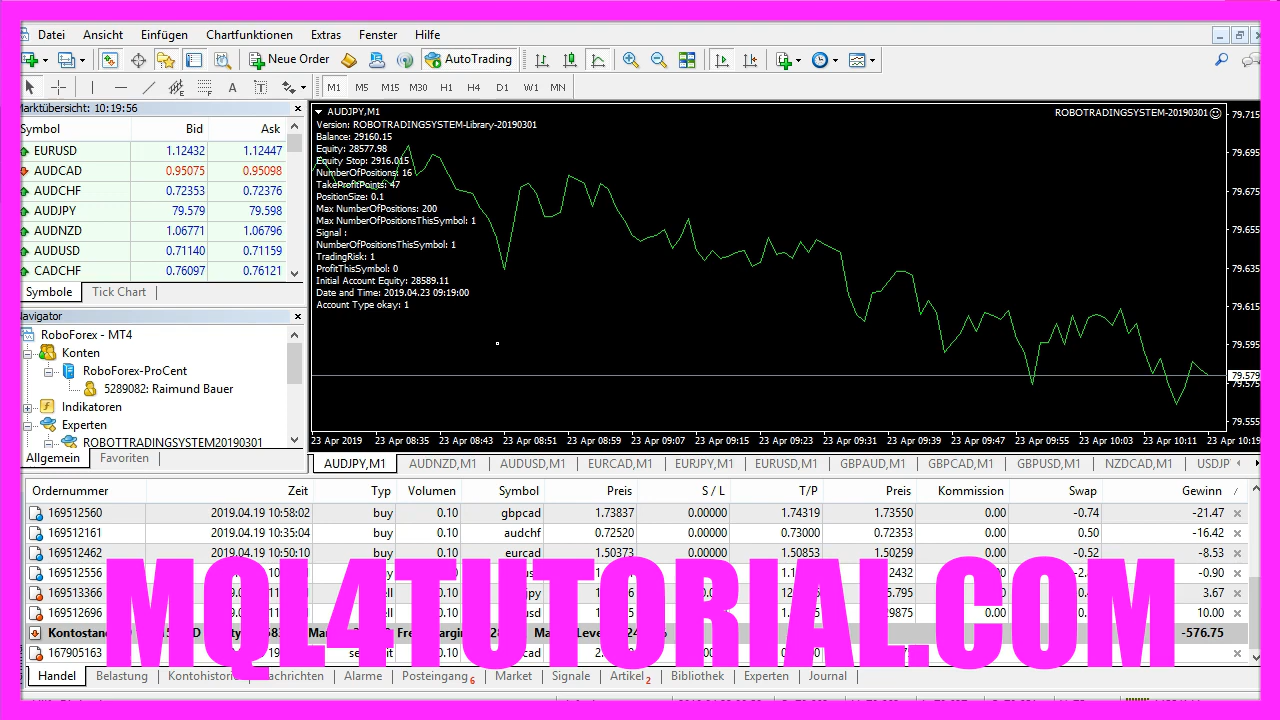 Datei Ansicht Einfügen Chartfunktionen Extras Fenster Hilfe
New Order AutoTrading
A T M1 M5 M15 M30 H1 H4 D1 W1 MN
Marktübersicht: 10:19:56
Symbol Bid Ask
EURUSD 1.12432 1.12447
AUDCAD 0.95075 0.95098
AUDCHF 0.72353 0.72376
AUDJPY 79.579 79.598
AUDNZD 1.06771 1.06796
AUDUSD 0.71140 0.71159
CADCHF 0.76097 0.76121
Symbole Tick Chart
Navigator
RoboForex - MT4
Konten
RoboForex-ProCent
5289082: Raimund Bauer
Indikatoren
Experten
ROBOTTRADINGSYSTEM20190301
Allgemein Favoriten
AUDJPY,M1
ROBOTRADINGSYSTEM-20190301
Version: ROBOTRADINGSYSTEM-Library-20190301
Balance: 29160.15
Equity: 28577.98
Equity Stop: 2916.015
NumberOfPositions: 16
TakeProfitPoints: 47
PositionSize: 0.1
Max NumberOfPositions: 200
Max NumberOfPositionsThisSymbol: 1
Signal :
NumberOfPositionsThisSymbol: 1
TradingRisk: 1
ProfitThisSymbol: 0
Initial Account Equity: 28589.11
Date and Time: 2019.04.23 09:19:00
Account Type okay: 1
79.715
79.695
79.675
79.655
79.635
79.615
79.595
79.579
79.575
79.555
23 Apr 2019 23 Apr 08:35 23 Apr 08:43 23 Apr 08:51 23 Apr 08:59 23 Apr 09:07 23 Apr 09:15 23 Apr 09:23 23 Apr 09:31 23 Apr 09:39 23 Apr 09:47 23 Apr 09:55 23 Apr 10:03 23 Apr 10:11 23 Apr 10:19
AUDJPY,M1 AUDNZD,M1 AUDUSD,M1 EURCAD,M1 EURJPY,M1 EURUSD,M1 GBPAUD,M1 GBPCAD,M1 GBPUSD,M1 NZDCAD,M1 USDJP
Ordernummer Zeit Typ Volumen Symbol Preis S / L T/P Preis Kommission Swap Gewinn /
169512560 2019.04.19 10:58:02 buy 0.10 gbpcad 1.73837 0.00000 1.74319 1.73550 0.00 -0.74 -21.47
169512161 2019.04.19 10:35:04 buy 0.10 audchf 0.72520 0.00000 0.73000 0.72353 0.00 0.50 -16.42
169512462 2019.04.19 10:50:10 buy 0.10 eurcad 1.50373 0.00000 1.50853 1.50259 0.00 -0.52 -8.53
169512556 -0.90
169513366 3.67
169512696 0.00 10.00
Kontostand -576.75
167905163
MQL4TUTORIAL.COM
Handel Belastung Kontohistorie Nachrichten Alarme Posteingang 6 Market Signale Artikel 2 Bibliothek Experten Journal